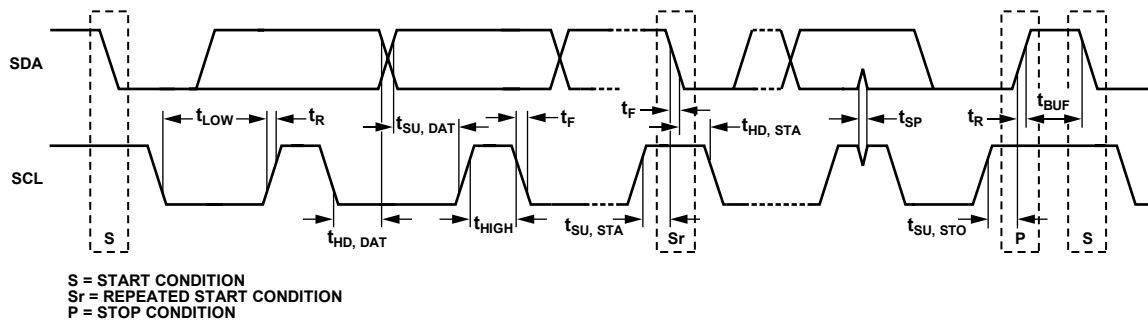 SDA
tLOW
tR
tSU, DAT
tF
tF
tHD, STA
tSP
tR
tBUF
SCL
tHD, DAT
tHIGH
tSU, STA
tSU, STO
S
Sr
P
S
S = START CONDITION
Sr = REPEATED START CONDITION
P = STOP CONDITION